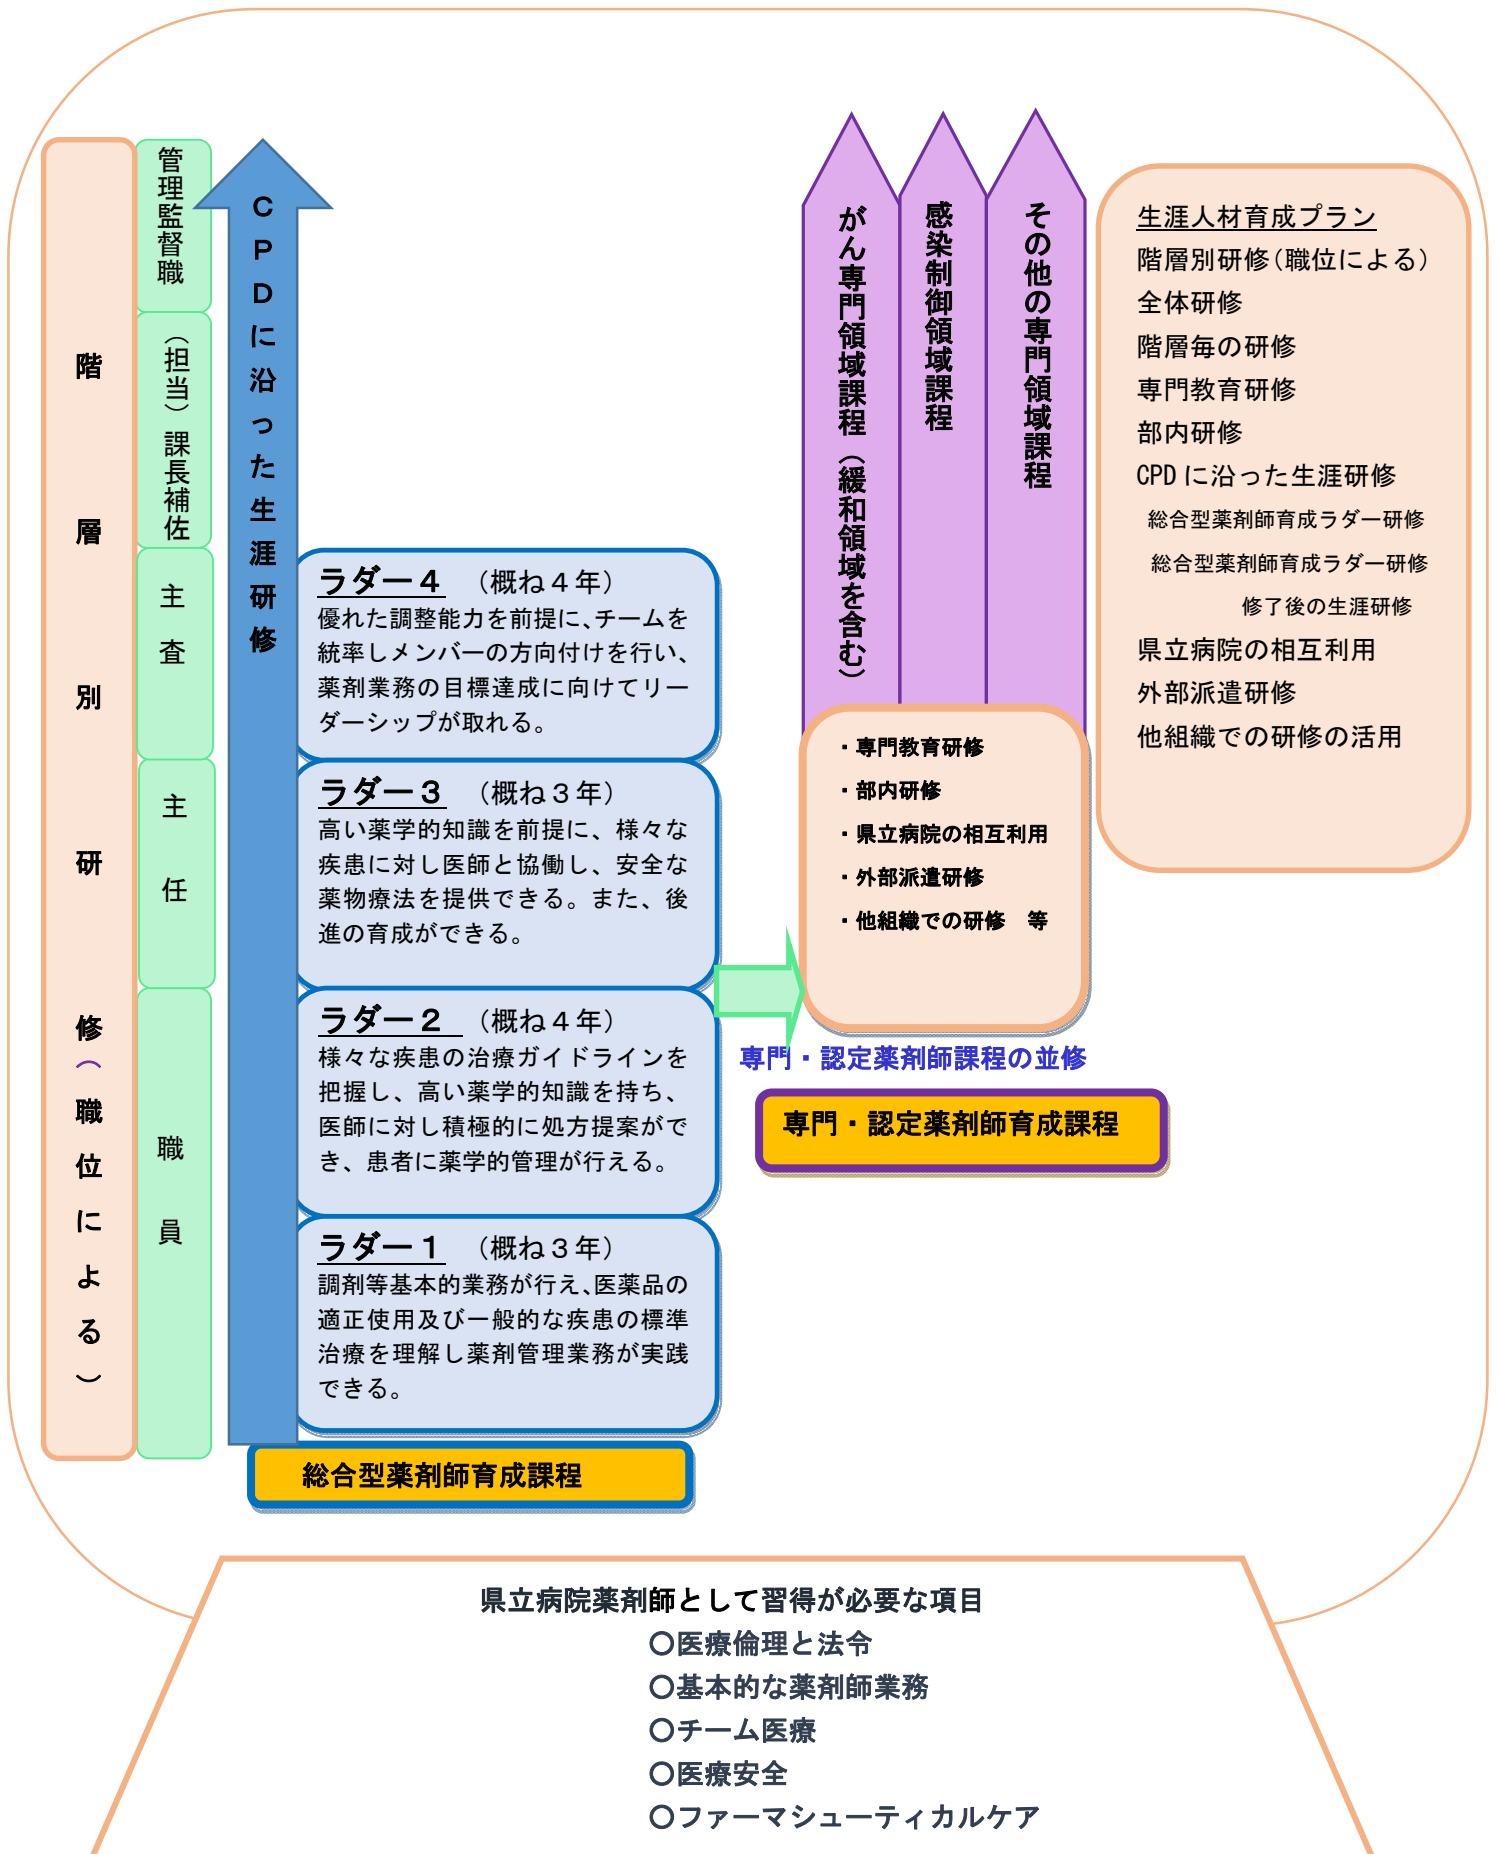 階層別研修（職位による）
管理監督職
（担当）課長補佐
主査
主任
職員
ＣＰＤに沿った生涯研修
ラダー４　（概ね４年）
優れた調整能力を前提に、チームを
統率しメンバーの方向付けを行い、
薬剤業務の目標達成に向けてリー
ダーシップが取れる。
ラダー３　（概ね３年）
高い薬学的知識を前提に、様々な
疾患に対し医師と協働し、安全な
薬物療法を提供できる。また、後
進の育成ができる。
ラダー２　（概ね４年）
様々な疾患の治療ガイドラインを
把握し、高い薬学的知識を持ち、
医師に対し積極的に処方提案がで
き、患者に薬学的管理が行える。
ラダー１　（概ね３年）
調剤等基本的業務が行え、医薬品の
適正使用及び一般的な疾患の標準
治療を理解し薬剤管理業務が実践
できる。
総合型薬剤師育成課程
がん専門領域課程（緩和領域を含む）
感染制御領域課程
その他の専門領域課程
・専門教育研修
・部内研修
・県立病院の相互利用
・外部派遣研修
・他組織での研修　等
専門・認定薬剤師課程の並修
専門・認定薬剤師育成課程
生涯人材育成プラン
階層別研修（職位による）
全体研修
階層毎の研修
専門教育研修
部内研修
CPDに沿った生涯研修
総合型薬剤師育成ラダー研修
総合型薬剤師育成ラダー研修
修了後の生涯研修
県立病院の相互利用
外部派遣研修
他組織での研修の活用
県立病院薬剤師として習得が必要な項目
〇医療倫理と法令
〇基本的な薬剤師業務
〇チーム医療
〇医療安全
〇ファーマシューティカルケア